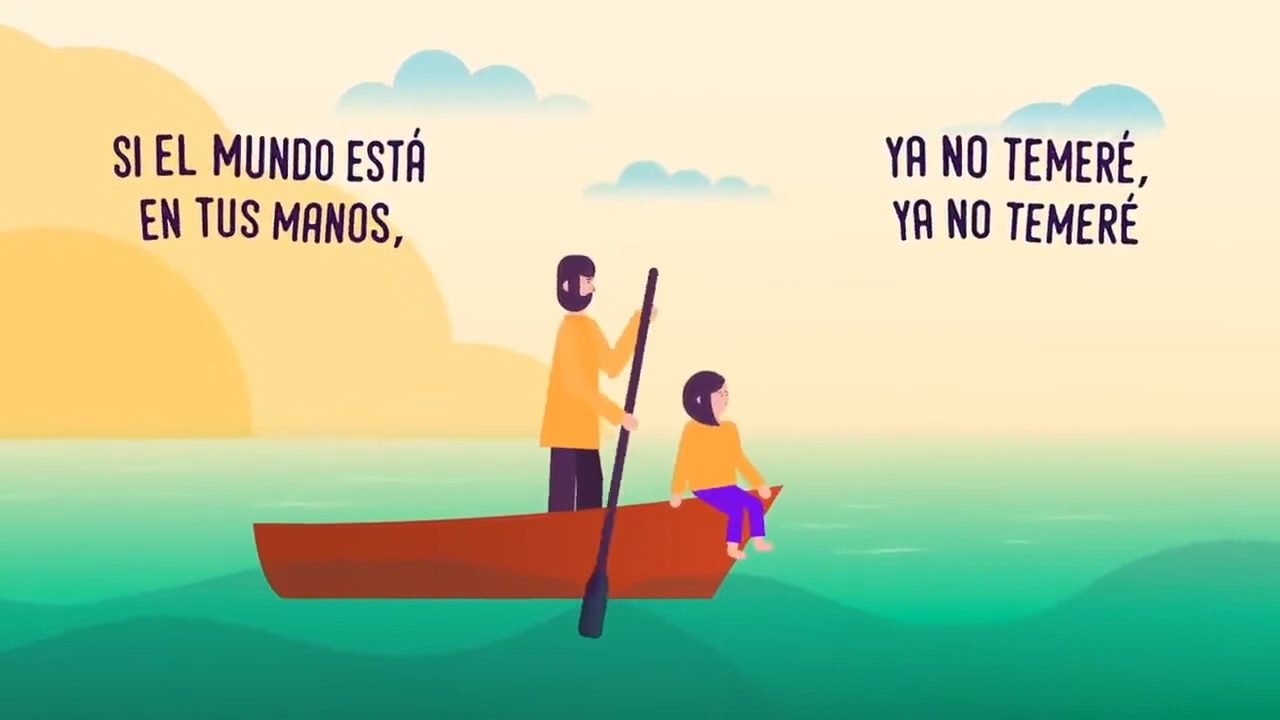 SI EL MUNDO ESTÁ
EN TUS MANOS,
YA NO TEMERÉ,
YA NO TEMERÉ